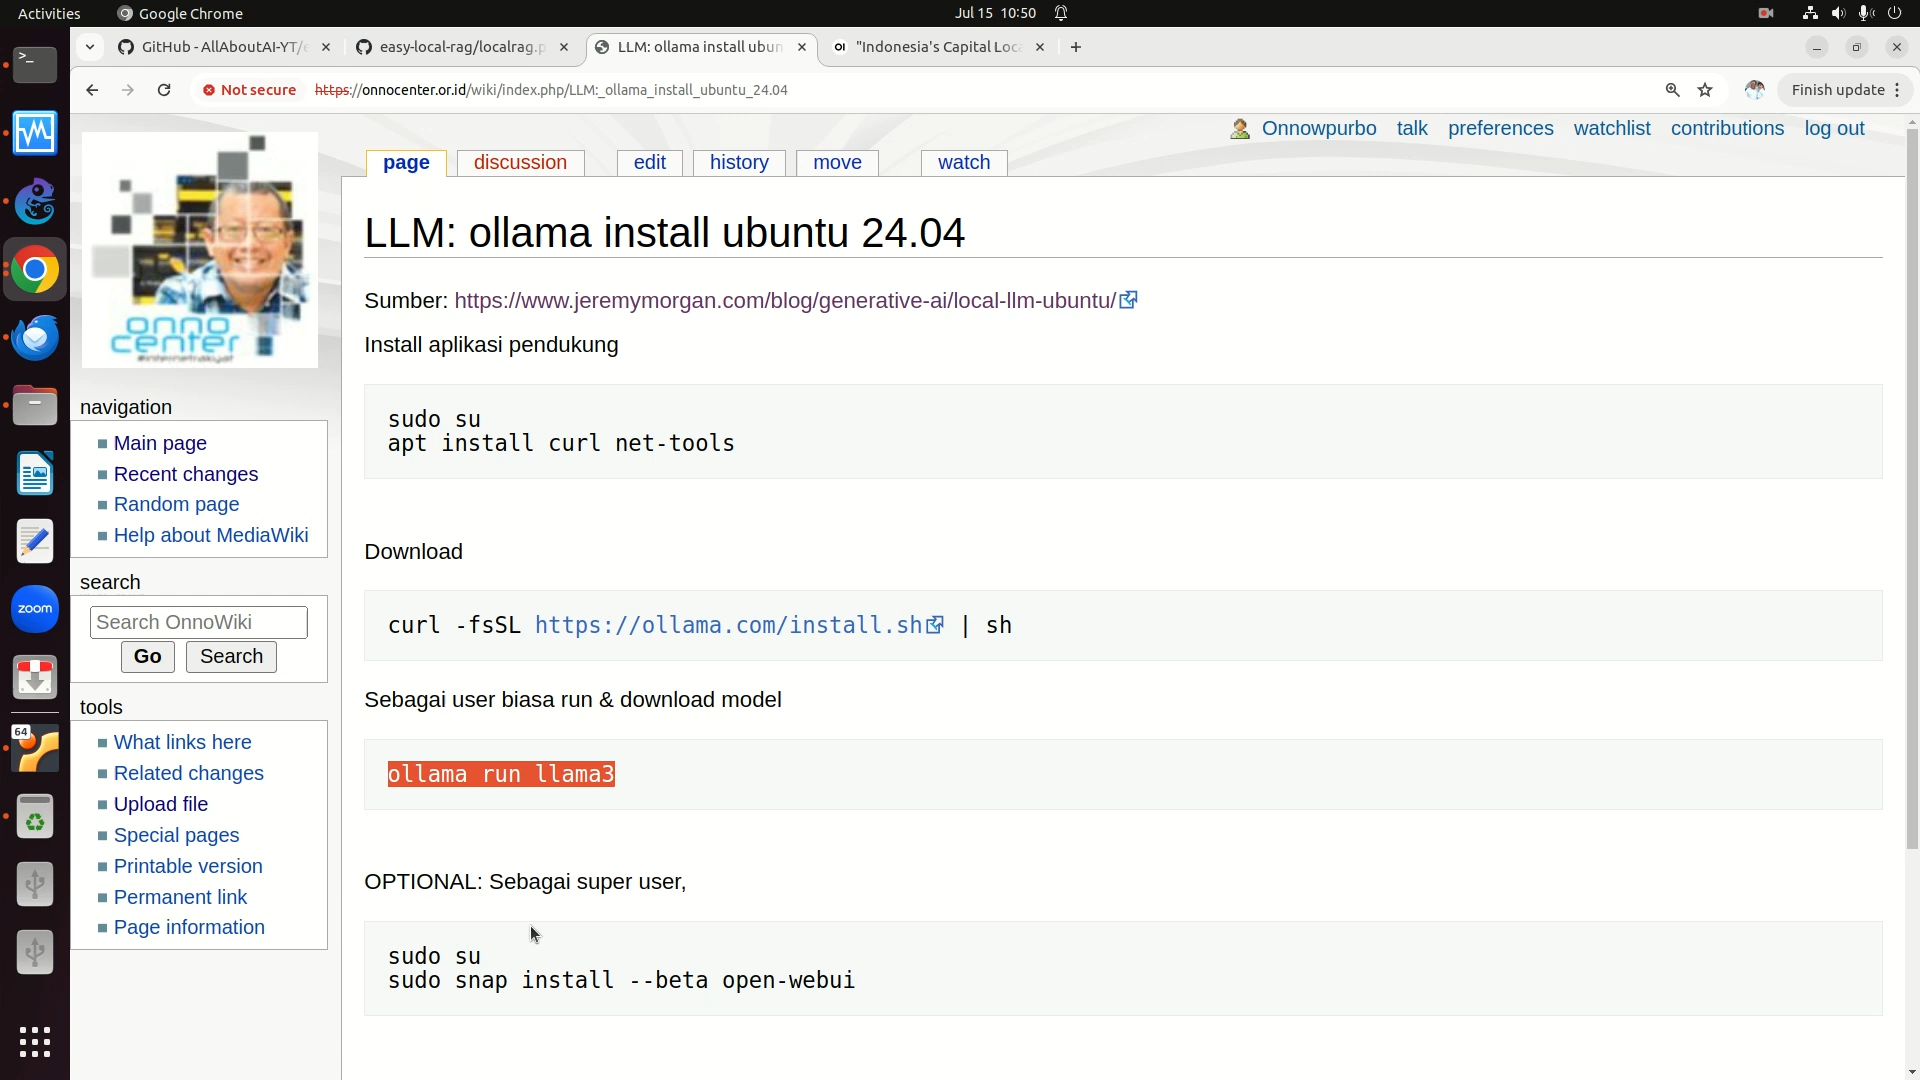 Activities
Google Chrome
Jul 15 10:50
GitHub - AllAboutAI-YT/e
easy-local-rag/localrag.p
LLM: ollama install ubun
OI "Indonesia's Capital Loc
Not secure
https://onnocenter.or.id/wiki/index.php/LLM:_ollama_install_ubuntu_24.04
Finish update
Onnowpurbo talk preferences watchlist contributions log out
page discussion edit history move watch
onno
center
LLM: ollama install ubuntu 24.04
Sumber: https://www.jeremymorgan.com/blog/generative-ai/local-llm-ubuntu/
Install aplikasi pendukung
sudo su
apt install curl net-tools
Download
curl -fsSL https://ollama.com/install.sh | sh
Sebagai user biasa run & download model
ollama run llama3
OPTIONAL: Sebagai super user,
sudo su
sudo snap install --beta open-webui
navigation
Main page
Recent changes
Random page
Help about MediaWiki
search
Search OnnoWiki
Go Search
tools
What links here
Related changes
Upload file
Special pages
Printable version
Permanent link
Page information
>_
zoom
64